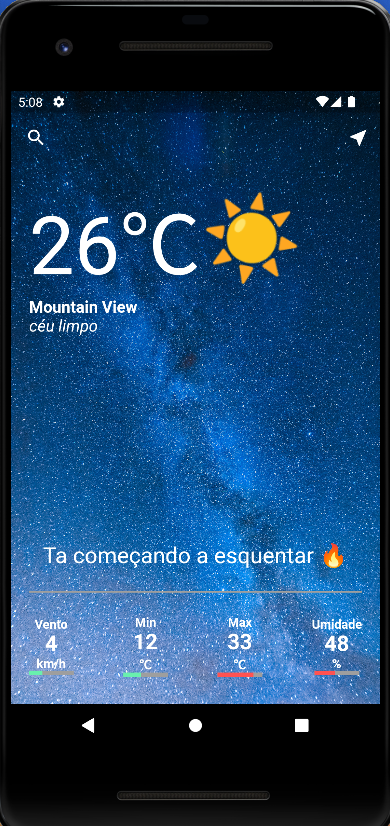 5:08
26°C
Mountain View
céu limpo
Ta começando a esquentar 🔥
Vento Min Max Umidade
4 12 33 48
km/h °C °C %